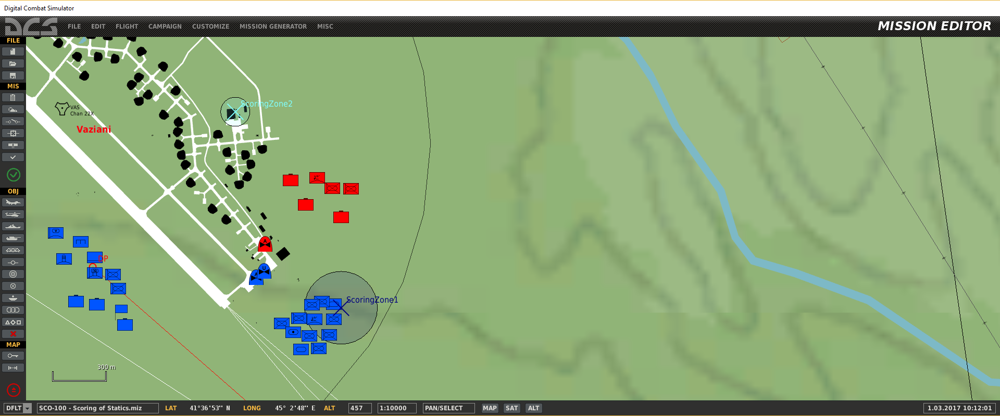 Digital Combat Simulator
DCS FILE EDIT FLIGHT CAMPAIGN CUSTOMIZE MISSION GENERATOR MISC MISSION EDITOR
FILE
MIS
OBJ
MAP
ScoringZone2
VAS
Chan 22X
Vaziani
A
V
DP
U
A
ScoringZone1
300 m
DFLT SCO-100 - Scoring of Statics.miz LAT 41°36'53'' N LONG 45° 2'48'' E ALT 457 1:10000 PAN/SELECT MAP SAT ALT 1.03.2017 10:12:01